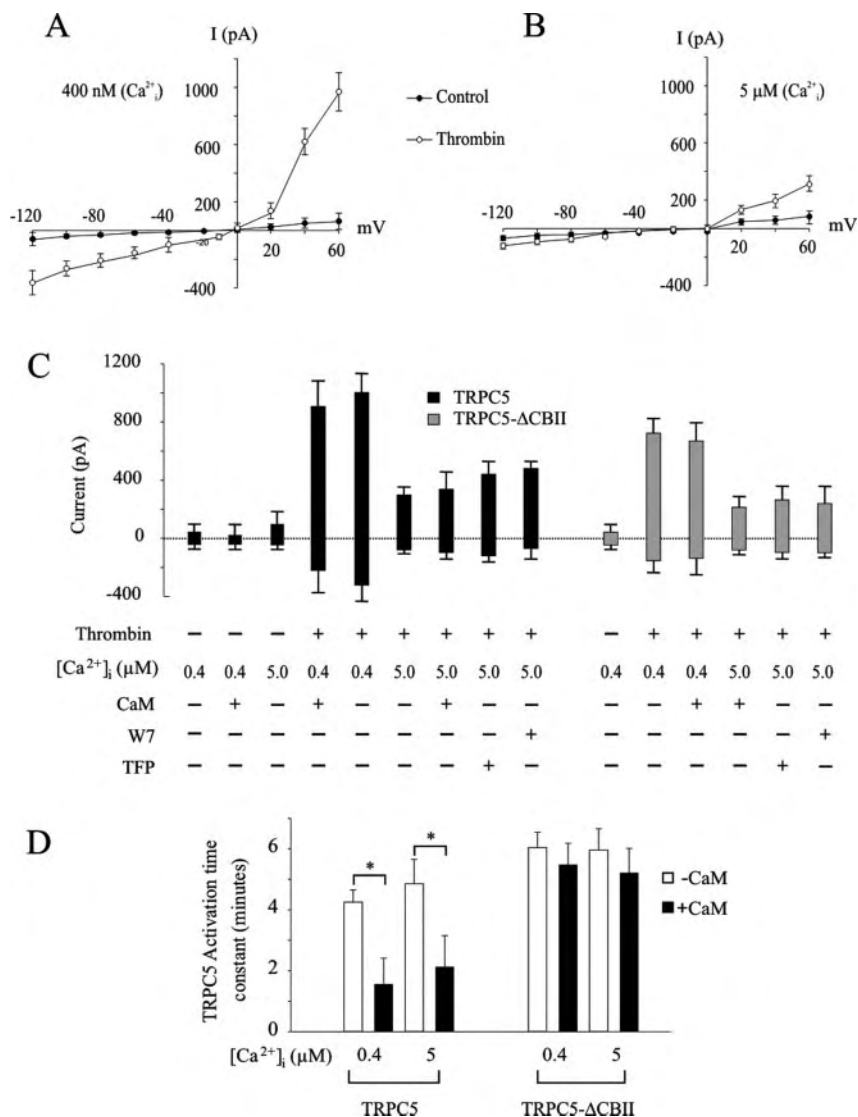 A
B
I (pA)
I (pA)
400 nM (Ca²⁺ᵢ)
5 µM (Ca²⁺ᵢ)
1000
600
200
-400
-120
-80
-40
-20
20
60
mV
Control
Thrombin
1000
600
200
-400
-120
-80
-40
20
60
mV
C
1200
800
400
0
-400
Current (pA)
TRPC5
TRPC5-ΔCBII
Thrombin − − − + + + + + + − + + + + +
[Ca²⁺]ᵢ (µM) 0.4 0.4 5.0 0.4 0.4 5.0 5.0 5.0 5.0 0.4 0.4 0.4 5.0 5.0 5.0
CaM − + − + − − + − − − − + + − −
W7 − − − − − − − − + − − − − − +
TFP − − − − − − − + − − − − − + −
D
TRPC5 Activation time
constant (minutes)
6
4
2
0
* *
-CaM
+CaM
[Ca²⁺]ᵢ (µM) 0.4 5 0.4 5
TRPC5 TRPC5-ΔCBII